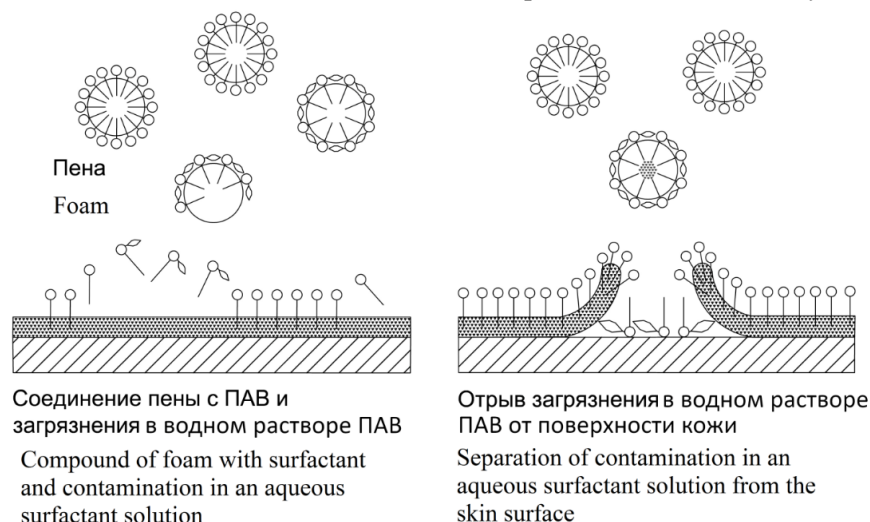 Пена
Foam
Соединение пены с ПАВ и
загрязнения в водном растворе ПАВ
Compound of foam with surfactant
and contamination in an aqueous
surfactant solution
Отрыв загрязнения в водном растворе
ПАВ от поверхности кожи
Separation of contamination in an
aqueous surfactant solution from the
skin surface